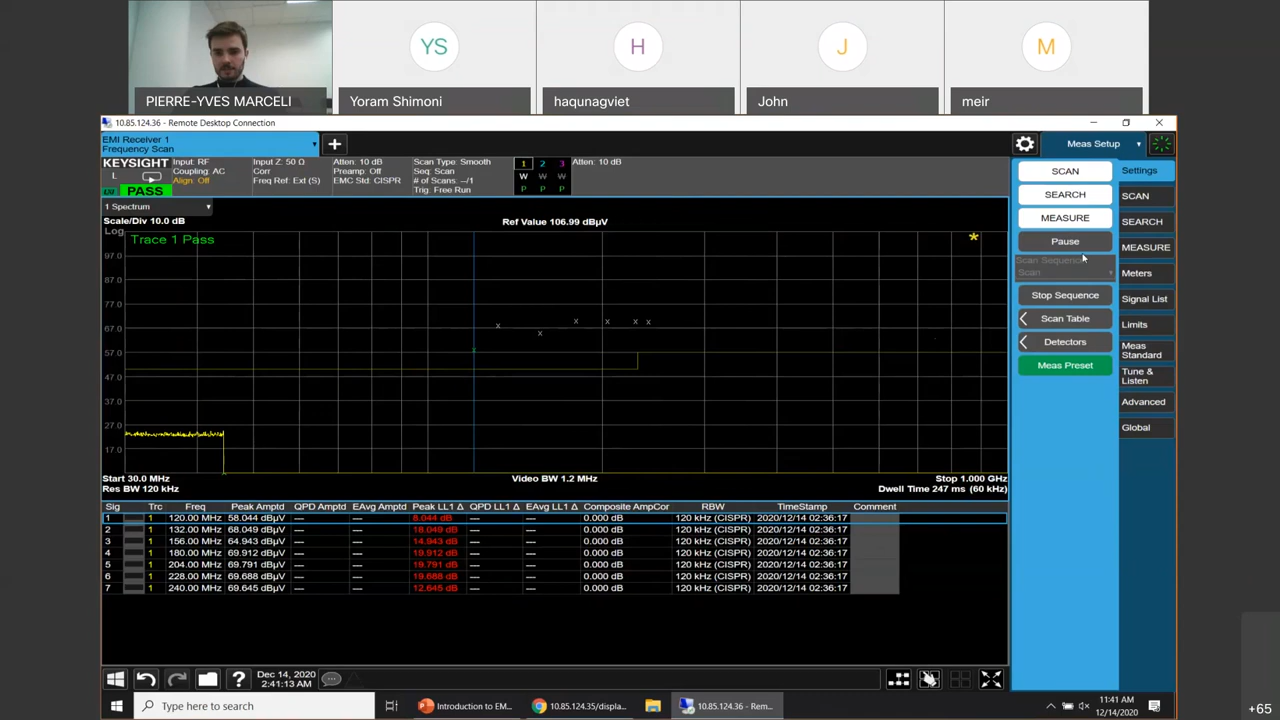 YS
H
J
M
PIERRE-YVES MARCELI
Yoram Shimoni
haqunagviet
John
meir
10.85.124.36 - Remote Desktop Connection
EMI Receiver 1
Frequency Scan
Meas Setup
KEYSIGHT
L
PASS
Input: RF
Coupling: AC
Align: Off
Input Z: 50 Ω
Corr
Freq Ref: Ext (S)
Atten: 10 dB
Preamp: Off
EMC Std: CISPR
Scan Type: Smooth
Seq: Scan
# of Scans: --/1
Trig: Free Run
1 2 3
W W W
P P P
Atten: 10 dB
1 Spectrum
Scale/Div 10.0 dB
Ref Value 106.99 dBµV
Log
Trace 1 Pass
97.0
87.0
77.0
67.0
57.0
47.0
37.0
27.0
17.0
Start 30.0 MHz
Res BW 120 kHz
Video BW 1.2 MHz
Stop 1.000 GHz
Dwell Time 247 ms (60 kHz)
Sig Trc Freq Peak Amptd QPD Amptd EAvg Amptd Peak LL1 Δ QPD LL1 Δ EAvg LL1 Δ Composite AmpCor RBW TimeStamp Comment
1 1 120.00 MHz 58.044 dBµV --- --- 8.044 dB --- --- 0.000 dB 120 kHz (CISPR) 2020/12/14 02:36:17
2 1 132.00 MHz 68.049 dBµV --- --- 18.049 dB --- --- 0.000 dB 120 kHz (CISPR) 2020/12/14 02:36:17
3 1 156.00 MHz 64.943 dBµV --- --- 14.943 dB --- --- 0.000 dB 120 kHz (CISPR) 2020/12/14 02:36:17
4 1 180.00 MHz 69.912 dBµV --- --- 19.912 dB --- --- 0.000 dB 120 kHz (CISPR) 2020/12/14 02:36:17
5 1 204.00 MHz 69.791 dBµV --- --- 19.791 dB --- --- 0.000 dB 120 kHz (CISPR) 2020/12/14 02:36:17
6 1 228.00 MHz 69.688 dBµV --- --- 19.688 dB --- --- 0.000 dB 120 kHz (CISPR) 2020/12/14 02:36:17
7 1 240.00 MHz 69.645 dBµV --- --- 12.645 dB --- --- 0.000 dB 120 kHz (CISPR) 2020/12/14 02:36:17
SCAN
SEARCH
MEASURE
Pause
Scan Sequence
Scan
Stop Sequence
Scan Table
Detectors
Meas Preset
Settings
SCAN
SEARCH
MEASURE
Meters
Signal List
Limits
Meas
Standard
Tune &
Listen
Advanced
Global
?
Dec 14, 2020
2:41:13 AM
Type here to search
Introduction to EM...
10.85.124.35/displa...
10.85.124.36 - Rem...
11:41 AM
12/14/2020
+65